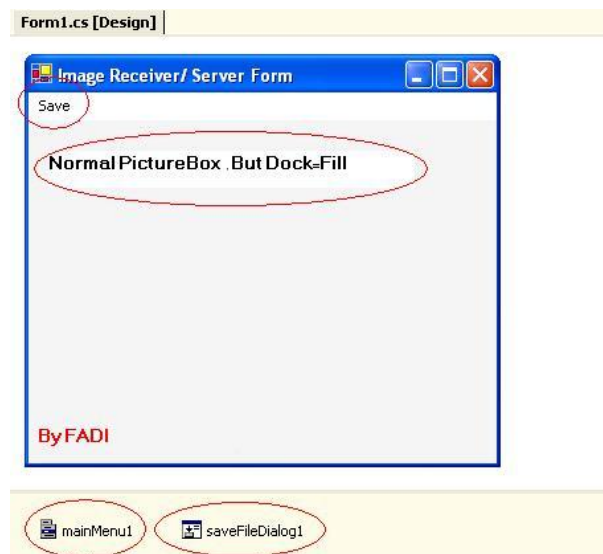 Form1.cs [Design]
Image Receiver/ Server Form
Save
Normal PictureBox , But Dock=Fill
By FADI
mainMenu1
saveFileDialog1